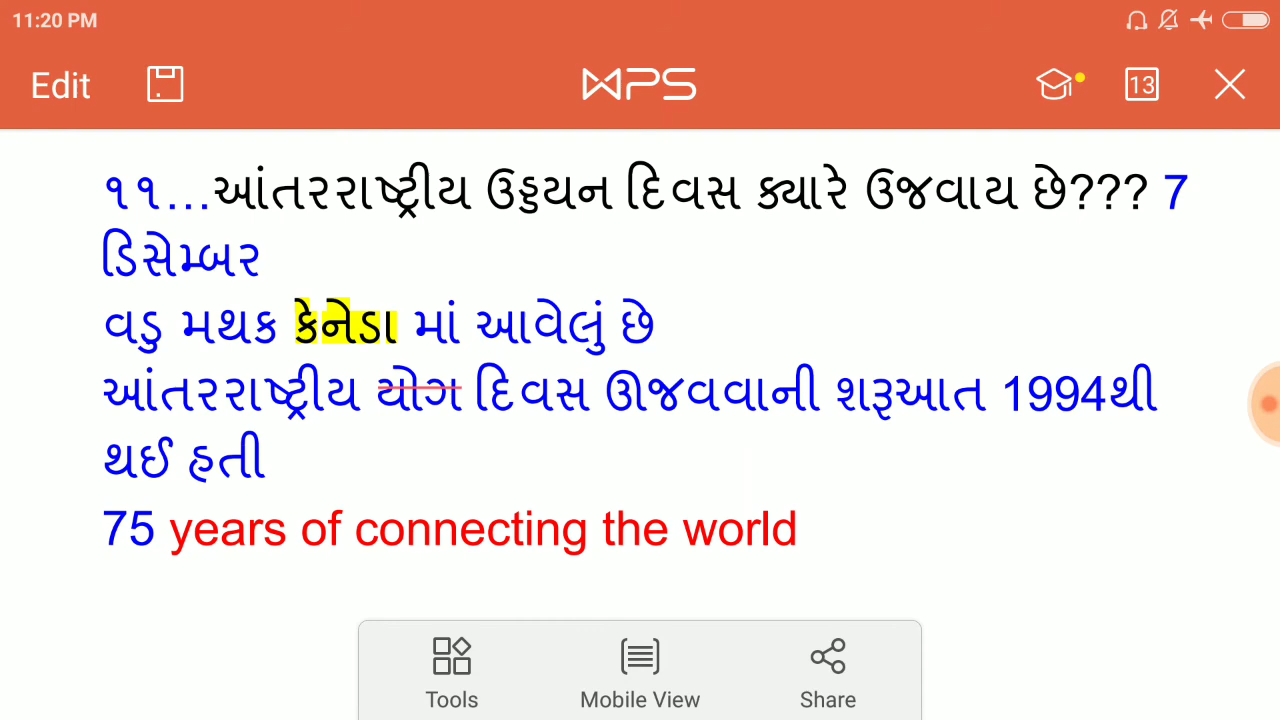 11:20 PM
Edit
WPS
13
૧૧...આંતરરાષ્ટ્રીય ઉડ્ડયન દિવસ ક્યારે ઉજવાય છે??? 7
ડિસેમ્બર
વડુ મથક કેનેડા માં આવેલું છે
આંતરરાષ્ટ્રીય યોગ દિવસ ઊજવવાની શરૂઆત 1994થી
થઈ હતી
75 years of connecting the world
Tools
Mobile View
Share